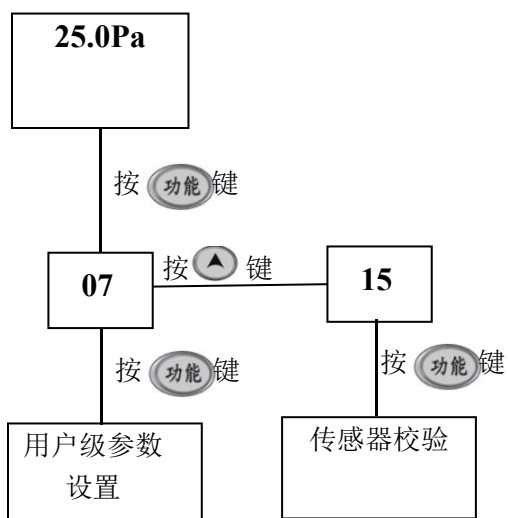 25.0Pa
按 功能 键
07
按 键
15
按 功能 键
按 功能 键
用户级参数
设置
传感器校验